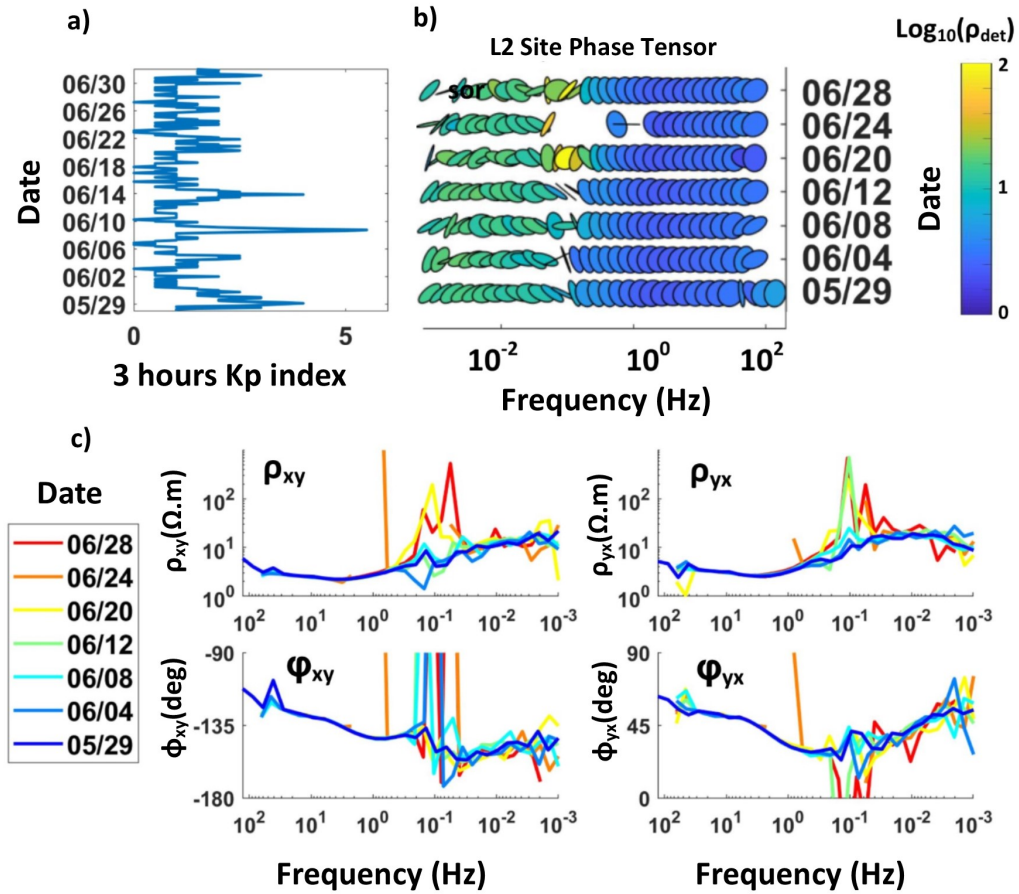 a)
Date
06/30
06/26
06/22
06/18
06/14
06/10
06/06
06/02
05/29
0
5
3 hours Kp index
b)
L2 Site Phase Tensor
sor
06/28
06/24
06/20
06/12
06/08
06/04
05/29
10⁻²
10⁰
10²
Frequency (Hz)
Date
Log₁₀(ρdet)
2
1
0
c)
Date
06/28
06/24
06/20
06/12
06/08
06/04
05/29
ρxy
ρxy(Ω.m)
10²
10¹
10⁰
10² 10¹ 10⁰ 10⁻¹ 10⁻² 10⁻³
ρyx
ρyx(Ω.m)
10²
10¹
10⁰
10² 10¹ 10⁰ 10⁻¹ 10⁻² 10⁻³
φxy
ϕxy(deg)
-90
-135
-180
10² 10¹ 10⁰ 10⁻¹ 10⁻² 10⁻³
Frequency (Hz)
φyx
ϕyx(deg)
90
45
0
10² 10¹ 10⁰ 10⁻¹ 10⁻² 10⁻³
Frequency (Hz)